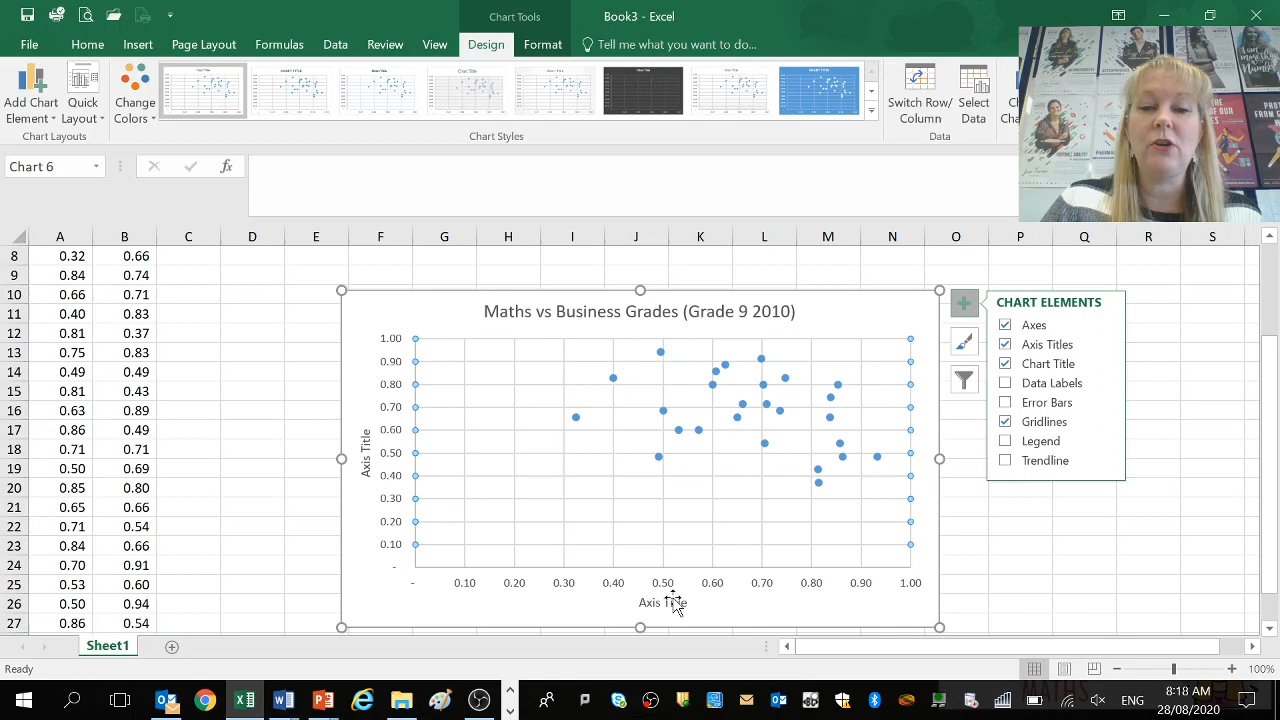 Chart Tools
Book3 - Excel
File Home Insert Page Layout Formulas Data Review View Design Format Tell me what you want to do...
Add Chart Element
Quick Layout
Change Colors
Switch Row/ Column
Select Data
Chart Layouts
Chart Styles
Data
Chart 6
fx
A B C D E F G H I J K L M N O P Q R S
8 0.32 0.66
9 0.84 0.74
10 0.66 0.71
11 0.40 0.83
12 0.81 0.37
13 0.75 0.83
14 0.49 0.49
15 0.81 0.43
16 0.63 0.89
17 0.86 0.49
18 0.71 0.71
19 0.50 0.69
20 0.85 0.80
21 0.65 0.66
22 0.71 0.54
23 0.84 0.66
24 0.70 0.91
25 0.53 0.60
26 0.50 0.94
27 0.86 0.54
Maths vs Business Grades (Grade 9 2010)
1.00
0.90
0.80
0.70
0.60
0.50
0.40
0.30
0.20
0.10
-
Axis Title
- 0.10 0.20 0.30 0.40 0.50 0.60 0.70 0.80 0.90 1.00
Axis Title
CHART ELEMENTS
Axes
Axis Titles
Chart Title
Data Labels
Error Bars
Gridlines
Legend
Trendline
Sheet1
Ready
100%
ENG
8:18 AM
28/08/2020